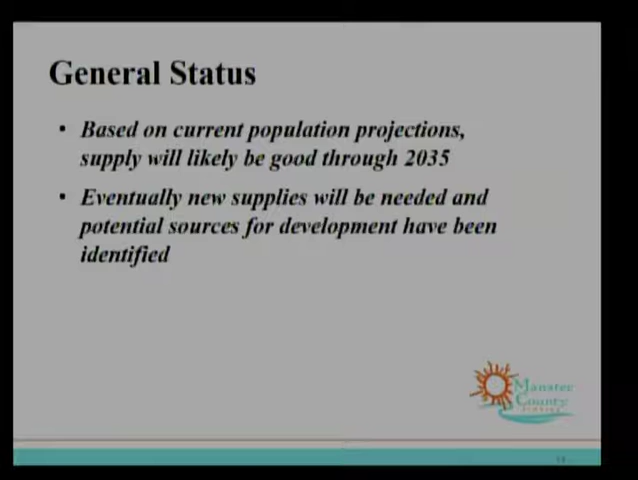 General Status
• Based on current population projections,
supply will likely be good through 2035
• Eventually new supplies will be needed and
potential sources for development have been
identified
Manatee
County
FLORIDA